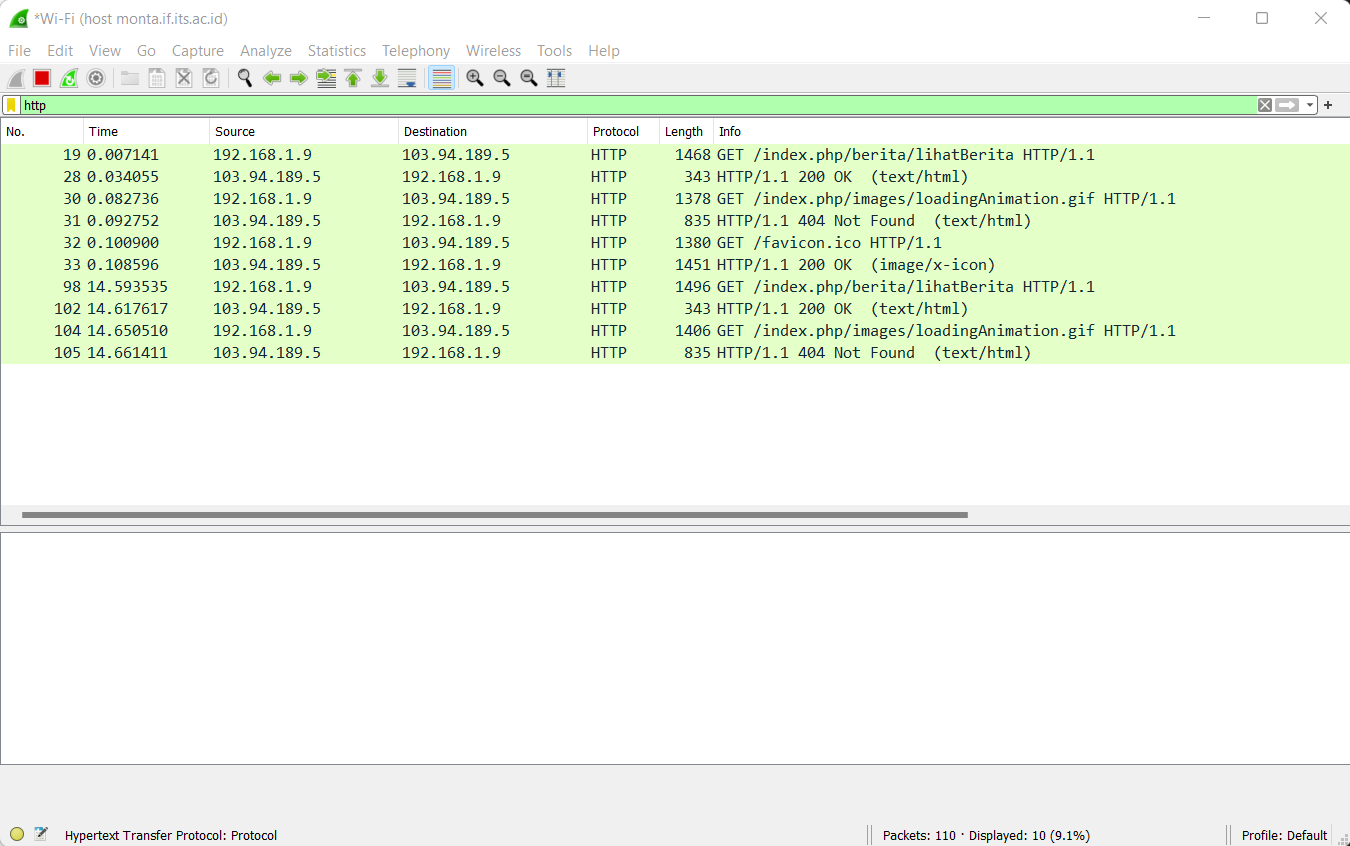 *Wi-Fi (host monta.if.its.ac.id)
File Edit View Go Capture Analyze Statistics Telephony Wireless Tools Help
http
No. Time Source Destination Protocol Length Info
19 0.007141 192.168.1.9 103.94.189.5 HTTP 1468 GET /index.php/berita/lihatBerita HTTP/1.1
28 0.034055 103.94.189.5 192.168.1.9 HTTP 343 HTTP/1.1 200 OK (text/html)
30 0.082736 192.168.1.9 103.94.189.5 HTTP 1378 GET /index.php/images/loadingAnimation.gif HTTP/1.1
31 0.092752 103.94.189.5 192.168.1.9 HTTP 835 HTTP/1.1 404 Not Found (text/html)
32 0.100900 192.168.1.9 103.94.189.5 HTTP 1380 GET /favicon.ico HTTP/1.1
33 0.108596 103.94.189.5 192.168.1.9 HTTP 1451 HTTP/1.1 200 OK (image/x-icon)
98 14.593535 192.168.1.9 103.94.189.5 HTTP 1496 GET /index.php/berita/lihatBerita HTTP/1.1
102 14.617617 103.94.189.5 192.168.1.9 HTTP 343 HTTP/1.1 200 OK (text/html)
104 14.650510 192.168.1.9 103.94.189.5 HTTP 1406 GET /index.php/images/loadingAnimation.gif HTTP/1.1
105 14.661411 103.94.189.5 192.168.1.9 HTTP 835 HTTP/1.1 404 Not Found (text/html)
Hypertext Transfer Protocol: Protocol Packets: 110 · Displayed: 10 (9.1%) Profile: Default